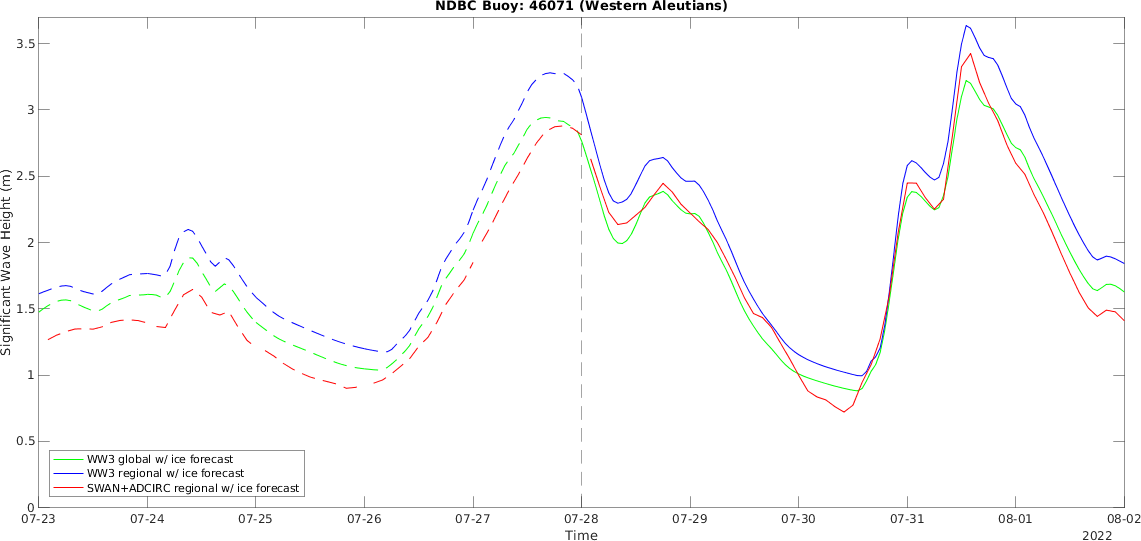 NDBC Buoy: 46071 (Western Aleutians)
3.5
3
2.5
2
1.5
1
0.5
0
Significant Wave Height (m)
WW3 global w/ ice forecast
WW3 regional w/ ice forecast
SWAN+ADCIRC regional w/ ice forecast
07-23 07-24 07-25 07-26 07-27 07-28 07-29 07-30 07-31 08-01 08-02
Time
2022